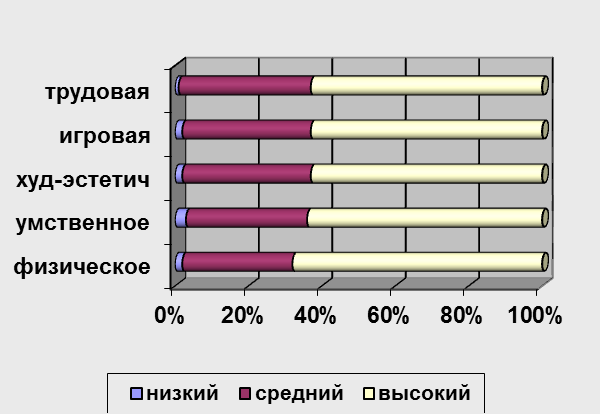 трудовая
игровая
худ-эстетич
умственное
физическое
0% 20% 40% 60% 80% 100%
низкий средний высокий